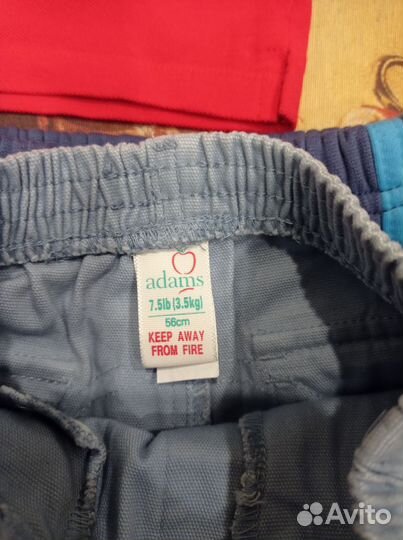 adams
7.5lb (3.5kg)
56cm
KEEP AWAY
FROM FIRE
Avito